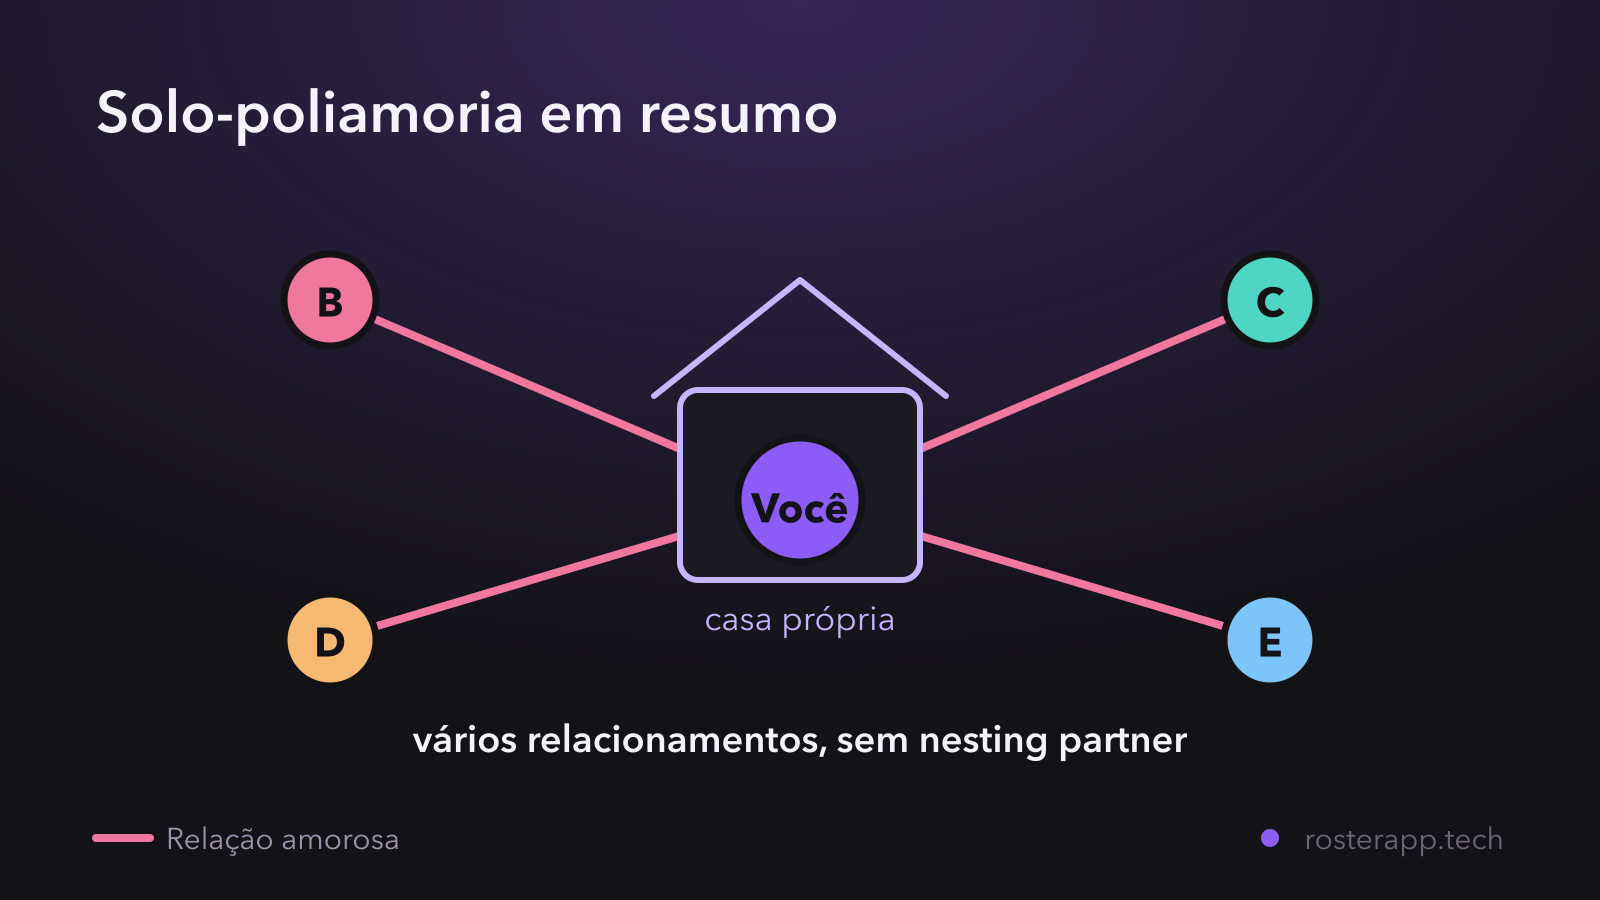 Solo-poliamoria em resumo
B
C
Você
casa própria
D
E
vários relacionamentos, sem nesting partner
Relação amorosa
rosterapp.tech